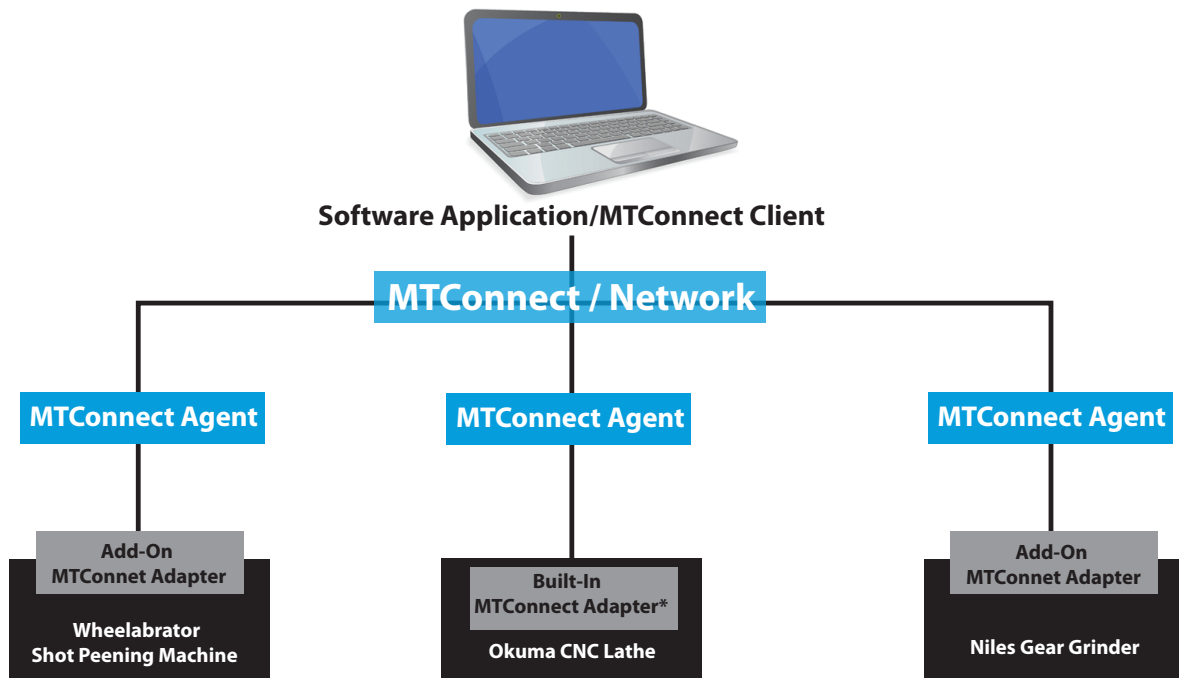 Software Application/MTConnect Client
MTConnect / Network
MTConnect Agent
MTConnect Agent
MTConnect Agent
Add-On
MTConnet Adapter
Wheelabrator
Shot Peening Machine
Built-In
MTConnect Adapter*
Okuma CNC Lathe
Add-On
MTConnet Adapter
Niles Gear Grinder